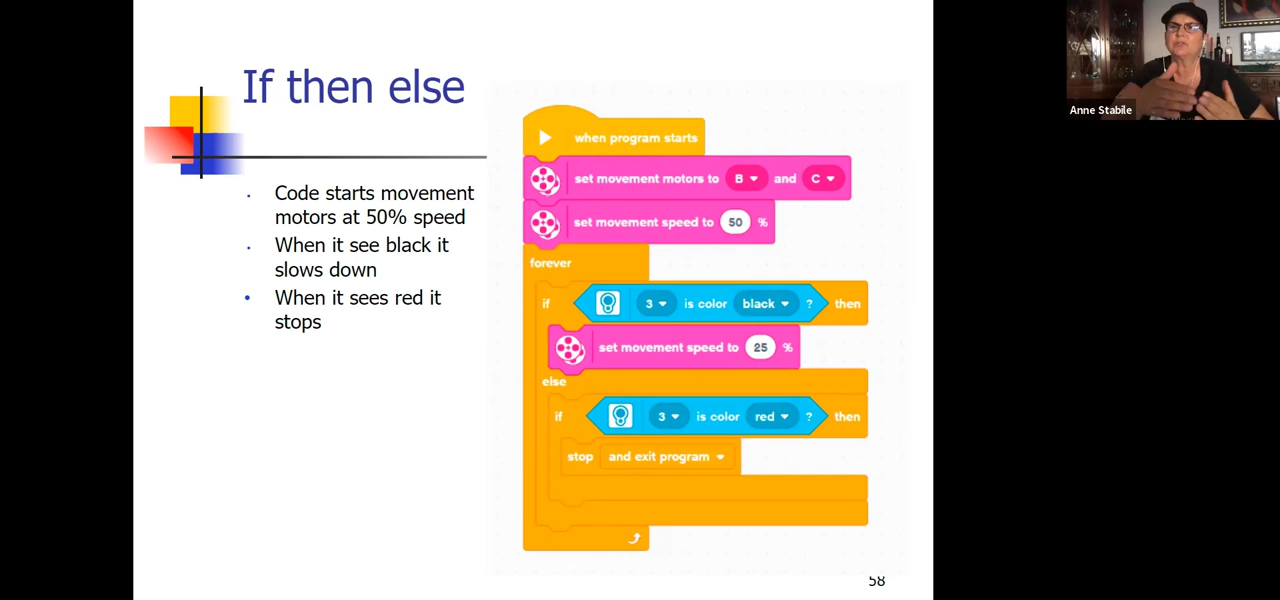 If then else
Code starts movement
motors at 50% speed
When it see black it
slows down
When it sees red it
stops
when program starts
set movement motors to B and C
set movement speed to 50 %
forever
if 3 is color black ? then
set movement speed to 25 %
else
if 3 is color red ? then
stop and exit program
58
Anne Stabile